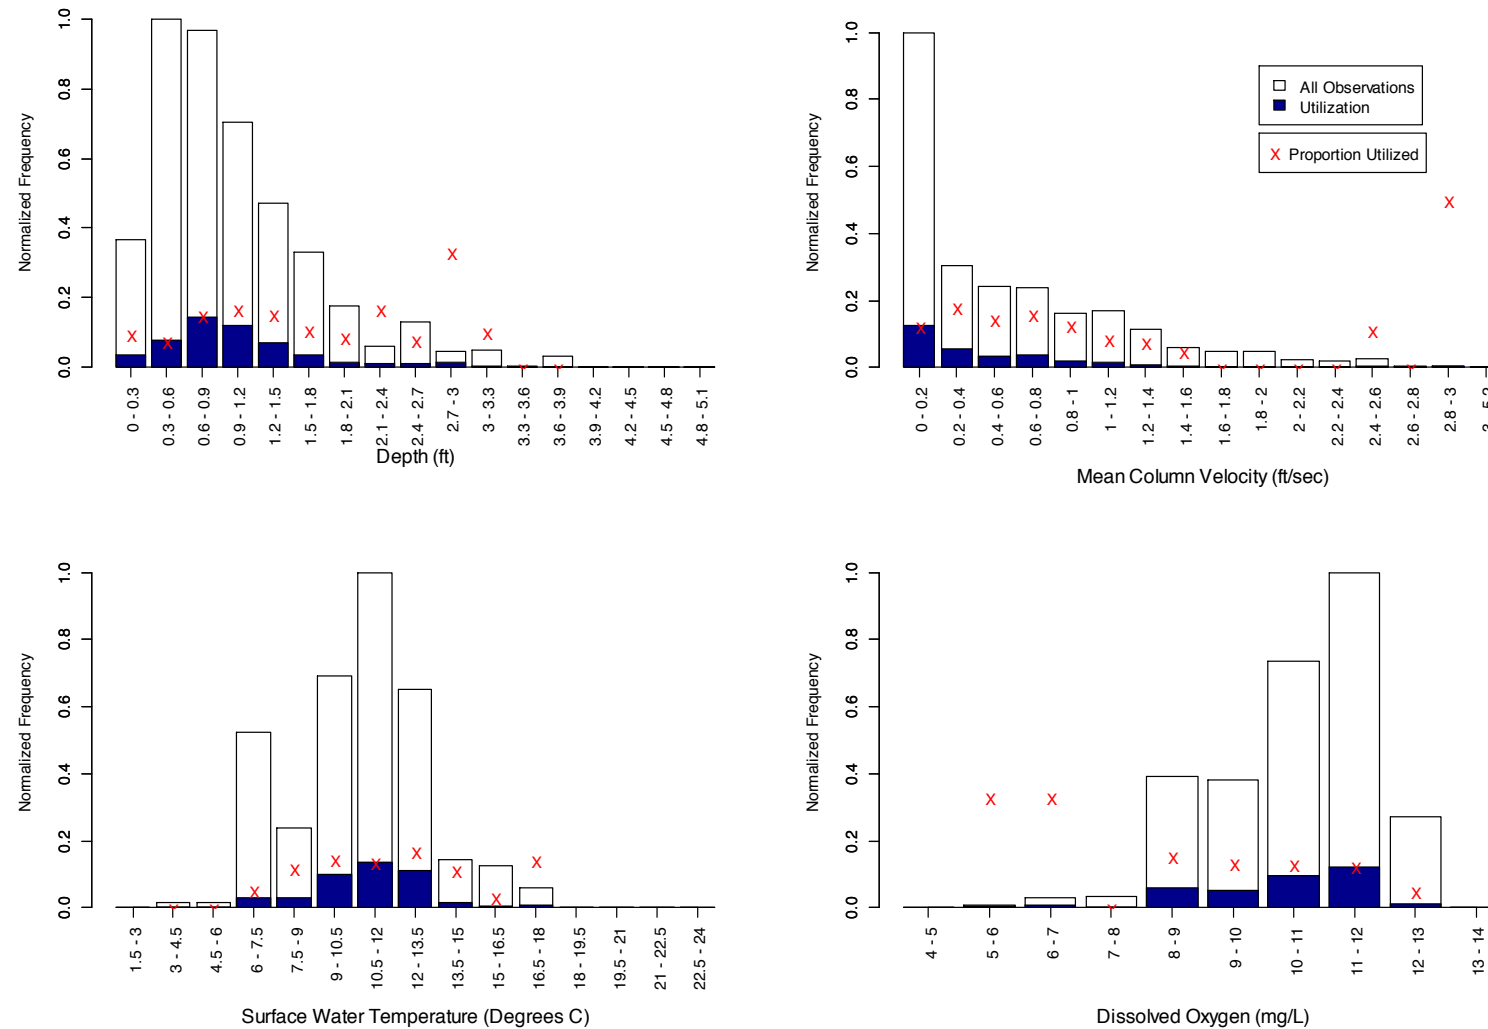 1.0
0.8
0.6
0.4
0.2
0.0
Normalized Frequency
0 - 0.3
0.3 - 0.6
0.6 - 0.9
0.9 - 1.2
1.2 - 1.5
1.5 - 1.8
1.8 - 2.1
2.1 - 2.4
2.4 - 2.7
2.7 - 3
3 - 3.3
3.3 - 3.6
3.6 - 3.9
3.9 - 4.2
4.2 - 4.5
4.5 - 4.8
4.8 - 5.1
Depth (ft)
1.0
0.8
0.6
0.4
0.2
0.0
Normalized Frequency
All Observations
Utilization
X Proportion Utilized
0 - 0.2
0.2 - 0.4
0.4 - 0.6
0.6 - 0.8
0.8 - 1
1 - 1.2
1.2 - 1.4
1.4 - 1.6
1.6 - 1.8
1.8 - 2
2 - 2.2
2.2 - 2.4
2.4 - 2.6
2.6 - 2.8
2.8 - 3
Mean Column Velocity (ft/sec)
1.0
0.8
0.6
0.4
0.2
0.0
Normalized Frequency
1.5 - 3
3 - 4.5
4.5 - 6
6 - 7.5
7.5 - 9
9 - 10.5
10.5 - 12
12 - 13.5
13.5 - 15
15 - 16.5
16.5 - 18
18 - 19.5
19.5 - 21
21 - 22.5
22.5 - 24
Surface Water Temperature (Degrees C)
1.0
0.8
0.6
0.4
0.2
0.0
Normalized Frequency
4 - 5
5 - 6
6 - 7
7 - 8
8 - 9
9 - 10
10 - 11
11 - 12
12 - 13
13 - 14
Dissolved Oxygen (mg/L)